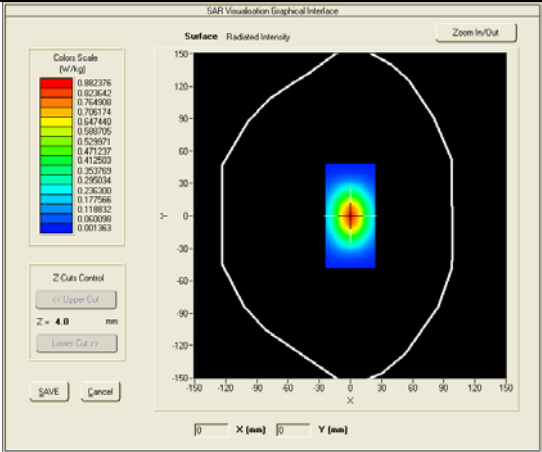 SAR Visualisation Graphical Interface
Surface Radiated Intensity
Zoom In/Out
Colors Scale
(W/kg)
0.882376
0.823642
0.764908
0.706174
0.647440
0.588705
0.529971
0.471237
0.412503
0.353769
0.295034
0.236300
0.177566
0.118832
0.060098
0.001363
150
120
90
60
30
0
-30
-60
-90
-120
-150
Y
-150 -120 -90 -60 -30 0 30 60 90 120 150
X
Z-Cuts Control
<< Upper Cut
Z = 4.0 mm
Lower Cut >>
SAVE Cancel
0 X (mm) 0 Y (mm)